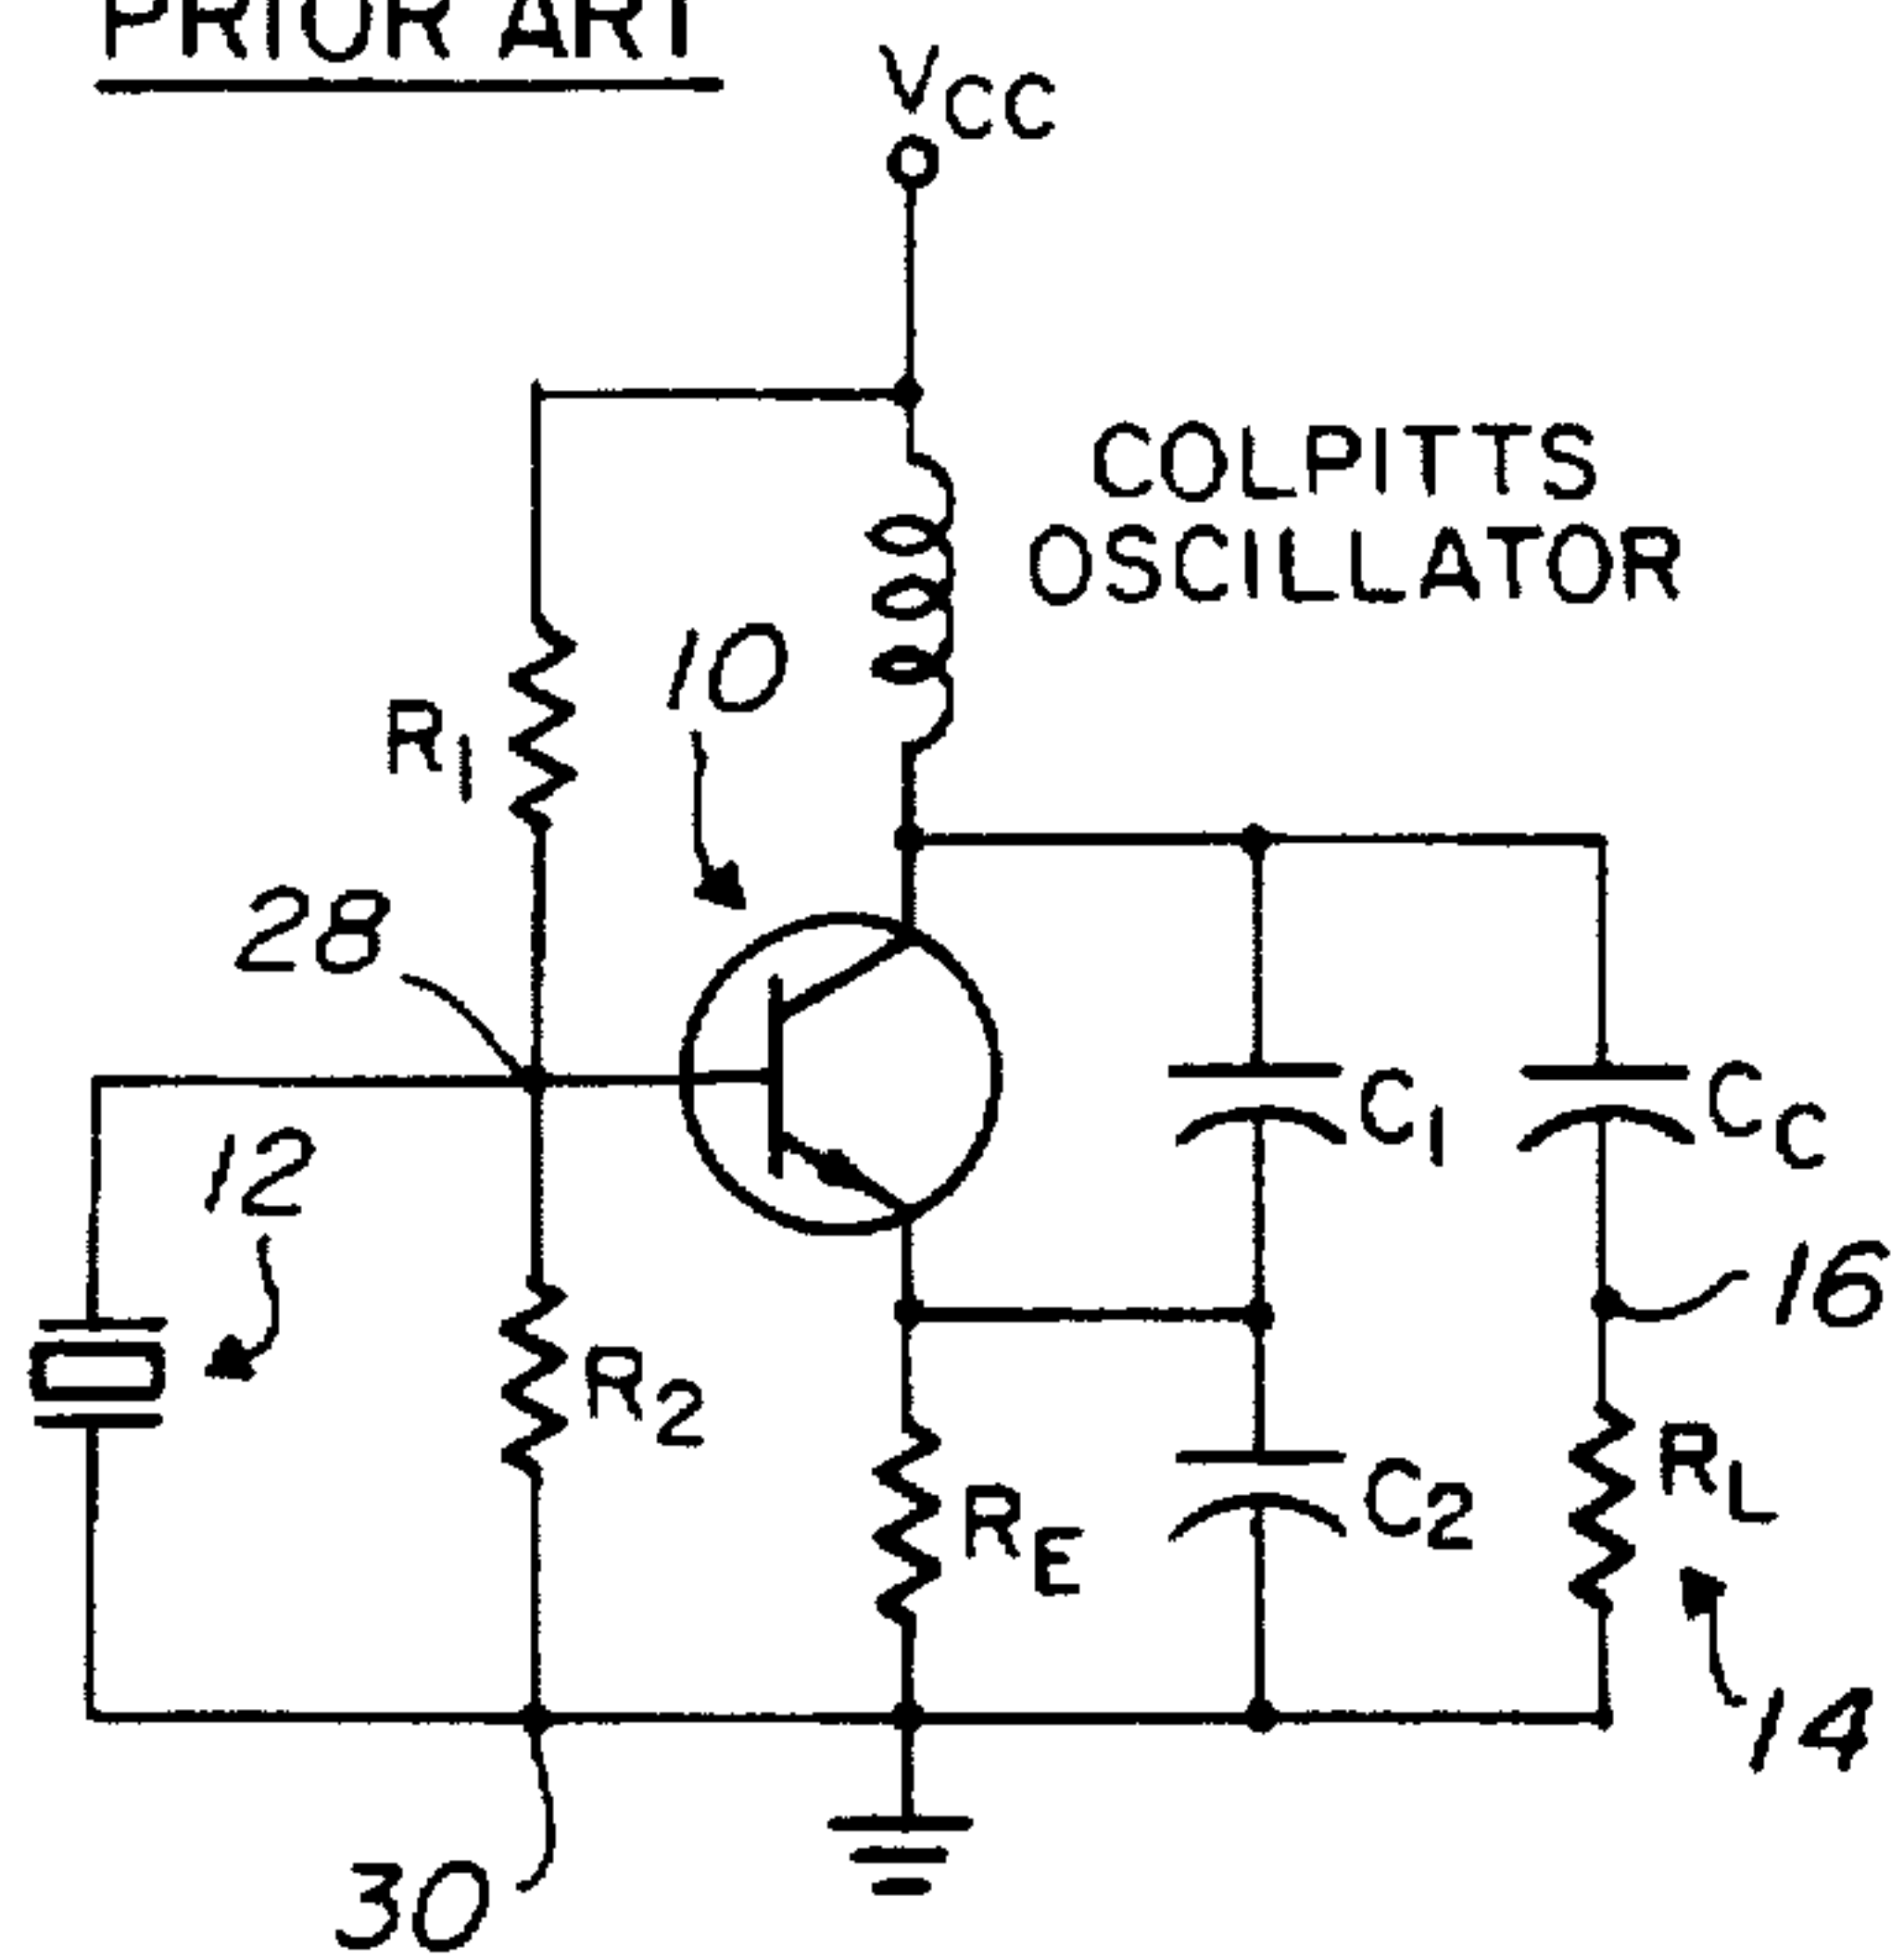 PRIOR ART
VCC
COLPITTS
OSCILLATOR
10
R1
28
12
C1
CC
16
R2
RE
C2
RL
14
30